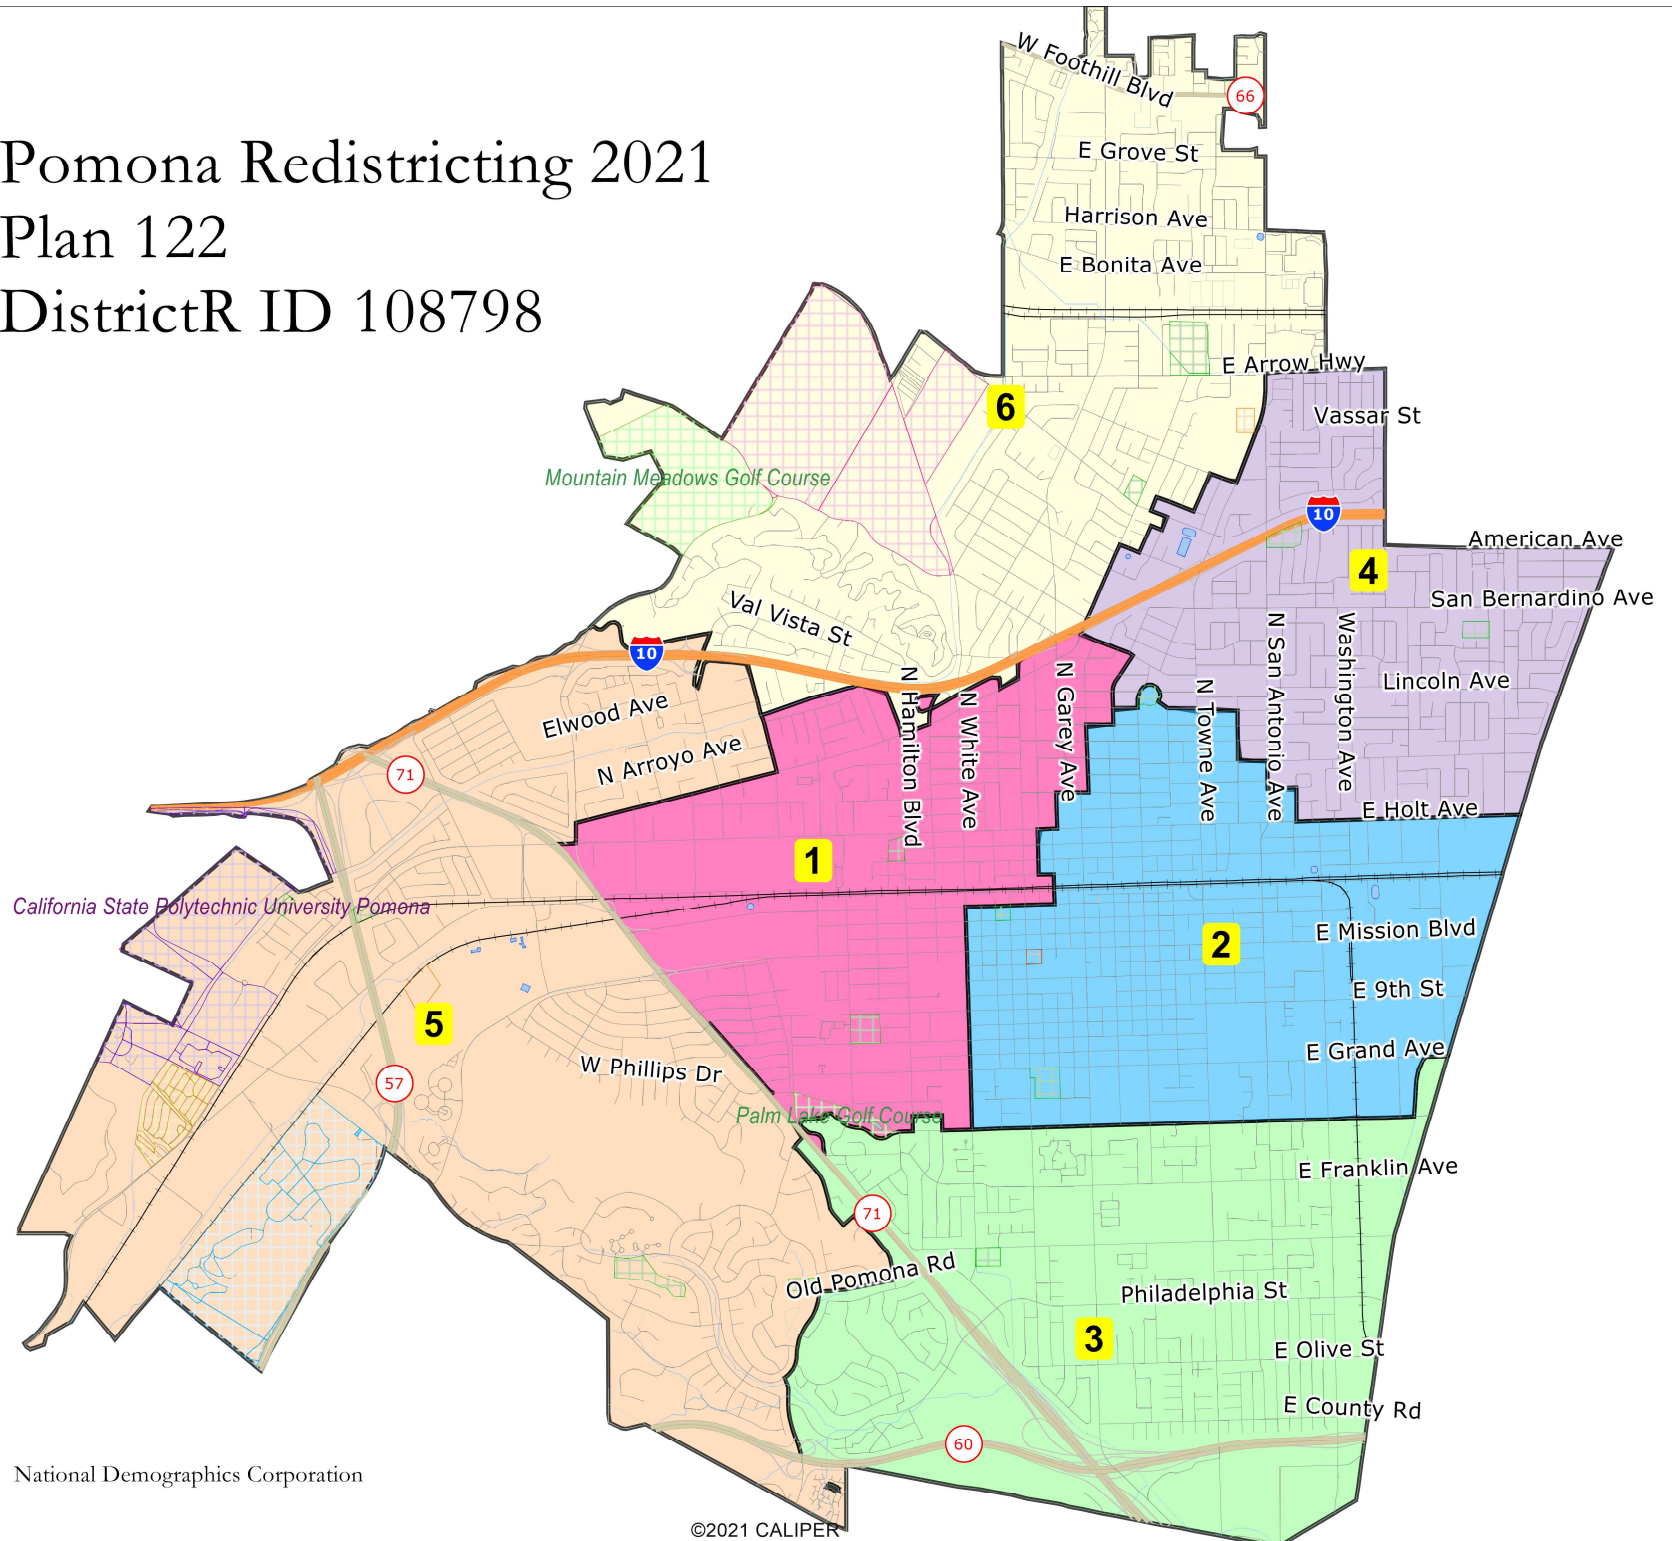 W Foothill Blvd
66
Pomona Redistricting 2021
Plan 122
DistrictR ID 108798
E Grove St
Harrison Ave
E Bonita Ave
E Arrow Hwy
6
Vassar St
Mountain Meadows Golf Course
10
American Ave
4
San Bernardino Ave
Val Vista St
10
N San Antonio Ave
Washington Ave
Lincoln Ave
N Hamilton Blvd
N White Ave
N Garey Ave
N Towne Ave
Elwood Ave
N Arroyo Ave
71
E Holt Ave
1
California State Polytechnic University Pomona
2
E Mission Blvd
E 9th St
5
E Grand Ave
W Phillips Dr
57
Palm Lake Golf Course
E Franklin Ave
71
Old Pomona Rd
Philadelphia St
3
E Olive St
E County Rd
60
National Demographics Corporation
©2021 CALIPER